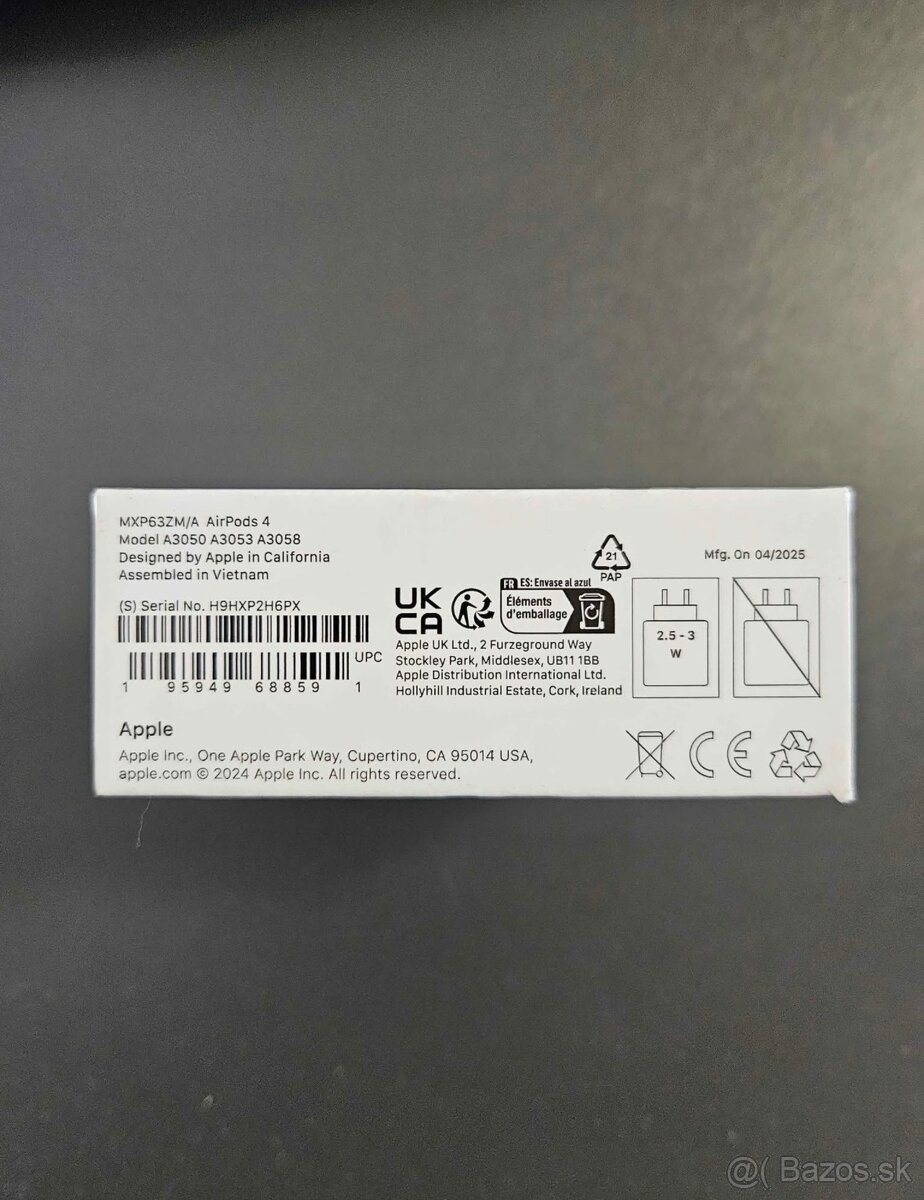 MXP63ZM/A AirPods 4
Model A3050 A3053 A3058
Designed by Apple in California
Assembled in Vietnam
(S) Serial No. H9HXP2H6PX
UPC
1 95949 68859 1
UK
CA
FR ES: Envase al azul
Éléments
d'emballage
21
PAP
Mfg. On 04/2025
2.5 - 3
W
Apple UK Ltd., 2 Furzeground Way
Stockley Park, Middlesex, UB11 1BB
Apple Distribution International Ltd.
Hollyhill Industrial Estate, Cork, Ireland
Apple
Apple Inc., One Apple Park Way, Cupertino, CA 95014 USA,
apple.com © 2024 Apple Inc. All rights reserved.
CE
@( Bazos.sk